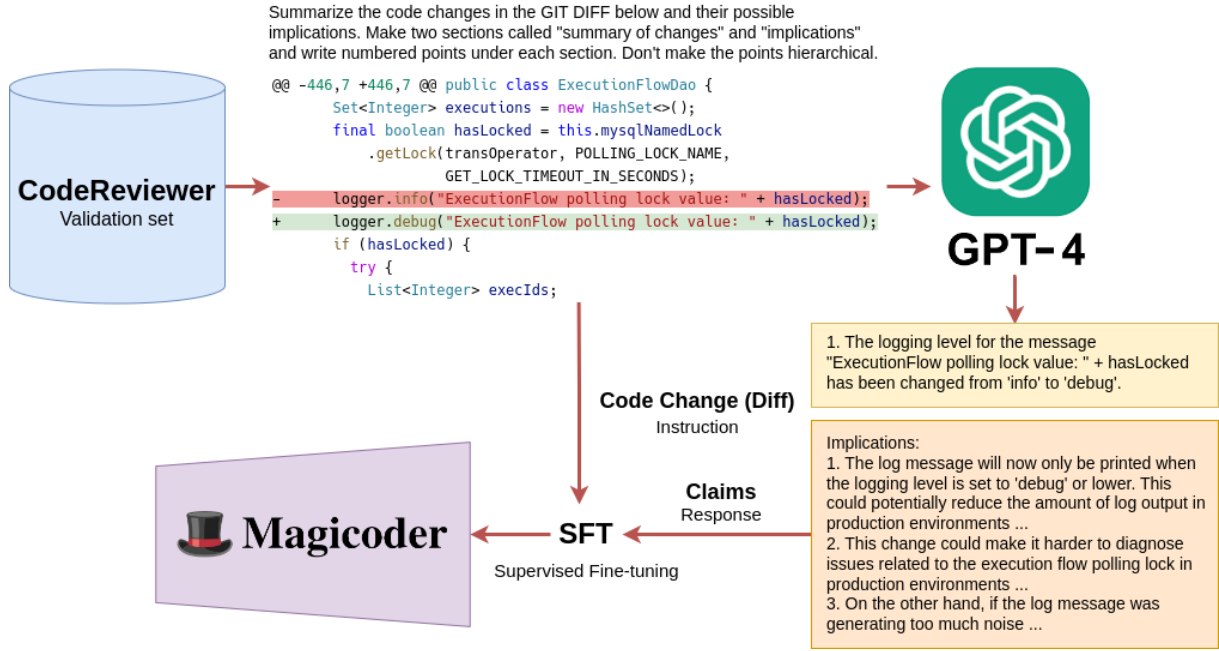 Summarize the code changes in the GIT DIFF below and their possible
implications. Make two sections called "summary of changes" and "implications"
and write numbered points under each section. Don't make the points hierarchical.
CodeReviewer
Validation set
@@ -446,7 +446,7 @@ public class ExecutionFlowDao {
Set<Integer> executions = new HashSet<>();
final boolean hasLocked = this.mysqlNamedLock
.getLock(transOperator, POLLING_LOCK_NAME,
GET_LOCK_TIMEOUT_IN_SECONDS);
- logger.info("ExecutionFlow polling lock value: " + hasLocked);
+ logger.debug("ExecutionFlow polling lock value: " + hasLocked);
if (hasLocked) {
try {
List<Integer> execIds;
GPT-4
1. The logging level for the message
"ExecutionFlow polling lock value: " + hasLocked
has been changed from 'info' to 'debug'.
Implications:
1. The log message will now only be printed when
the logging level is set to 'debug' or lower. This
could potentially reduce the amount of log output in
production environments ...
2. This change could make it harder to diagnose
issues related to the execution flow polling lock in
production environments ...
3. On the other hand, if the log message was
generating too much noise ...
Code Change (Diff)
Instruction
Claims
Response
SFT
Supervised Fine-tuning
Magicoder